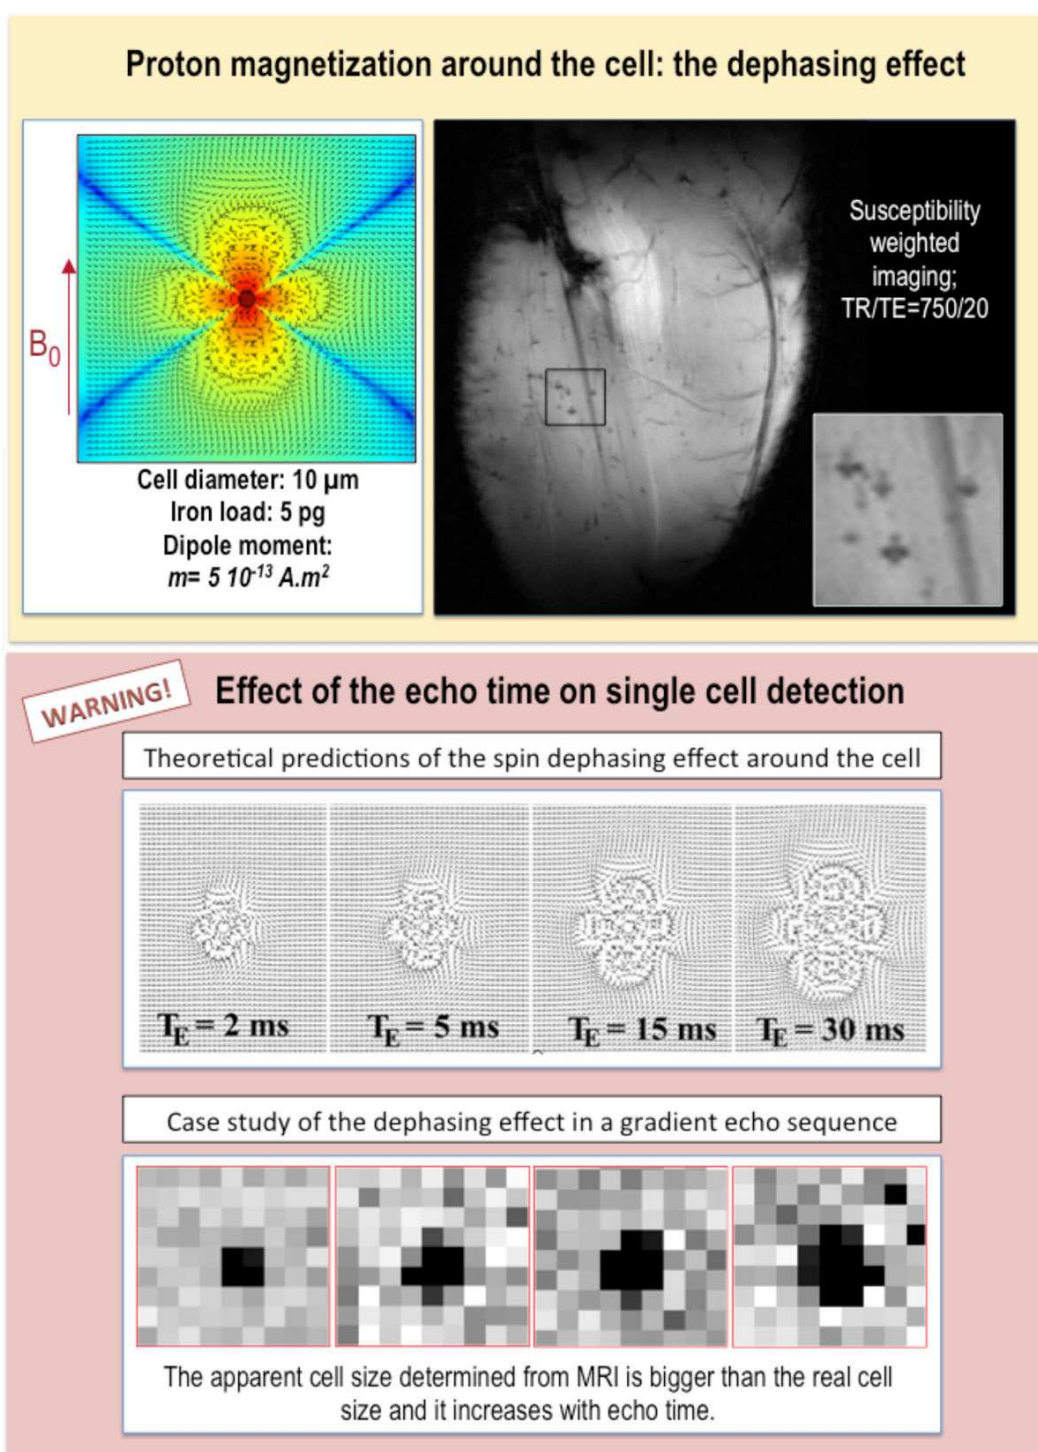 Proton magnetization around the cell: the dephasing effect
B₀
Cell diameter: 10 µm
Iron load: 5 pg
Dipole moment:
m= 5 10⁻¹³ A.m²
Susceptibility
weighted
imaging;
TR/TE=750/20
WARNING!
Effect of the echo time on single cell detection
Theoretical predictions of the spin dephasing effect around the cell
T_E = 2 ms
T_E = 5 ms
T_E = 15 ms
T_E = 30 ms
Case study of the dephasing effect in a gradient echo sequence
The apparent cell size determined from MRI is bigger than the real cell
size and it increases with echo time.